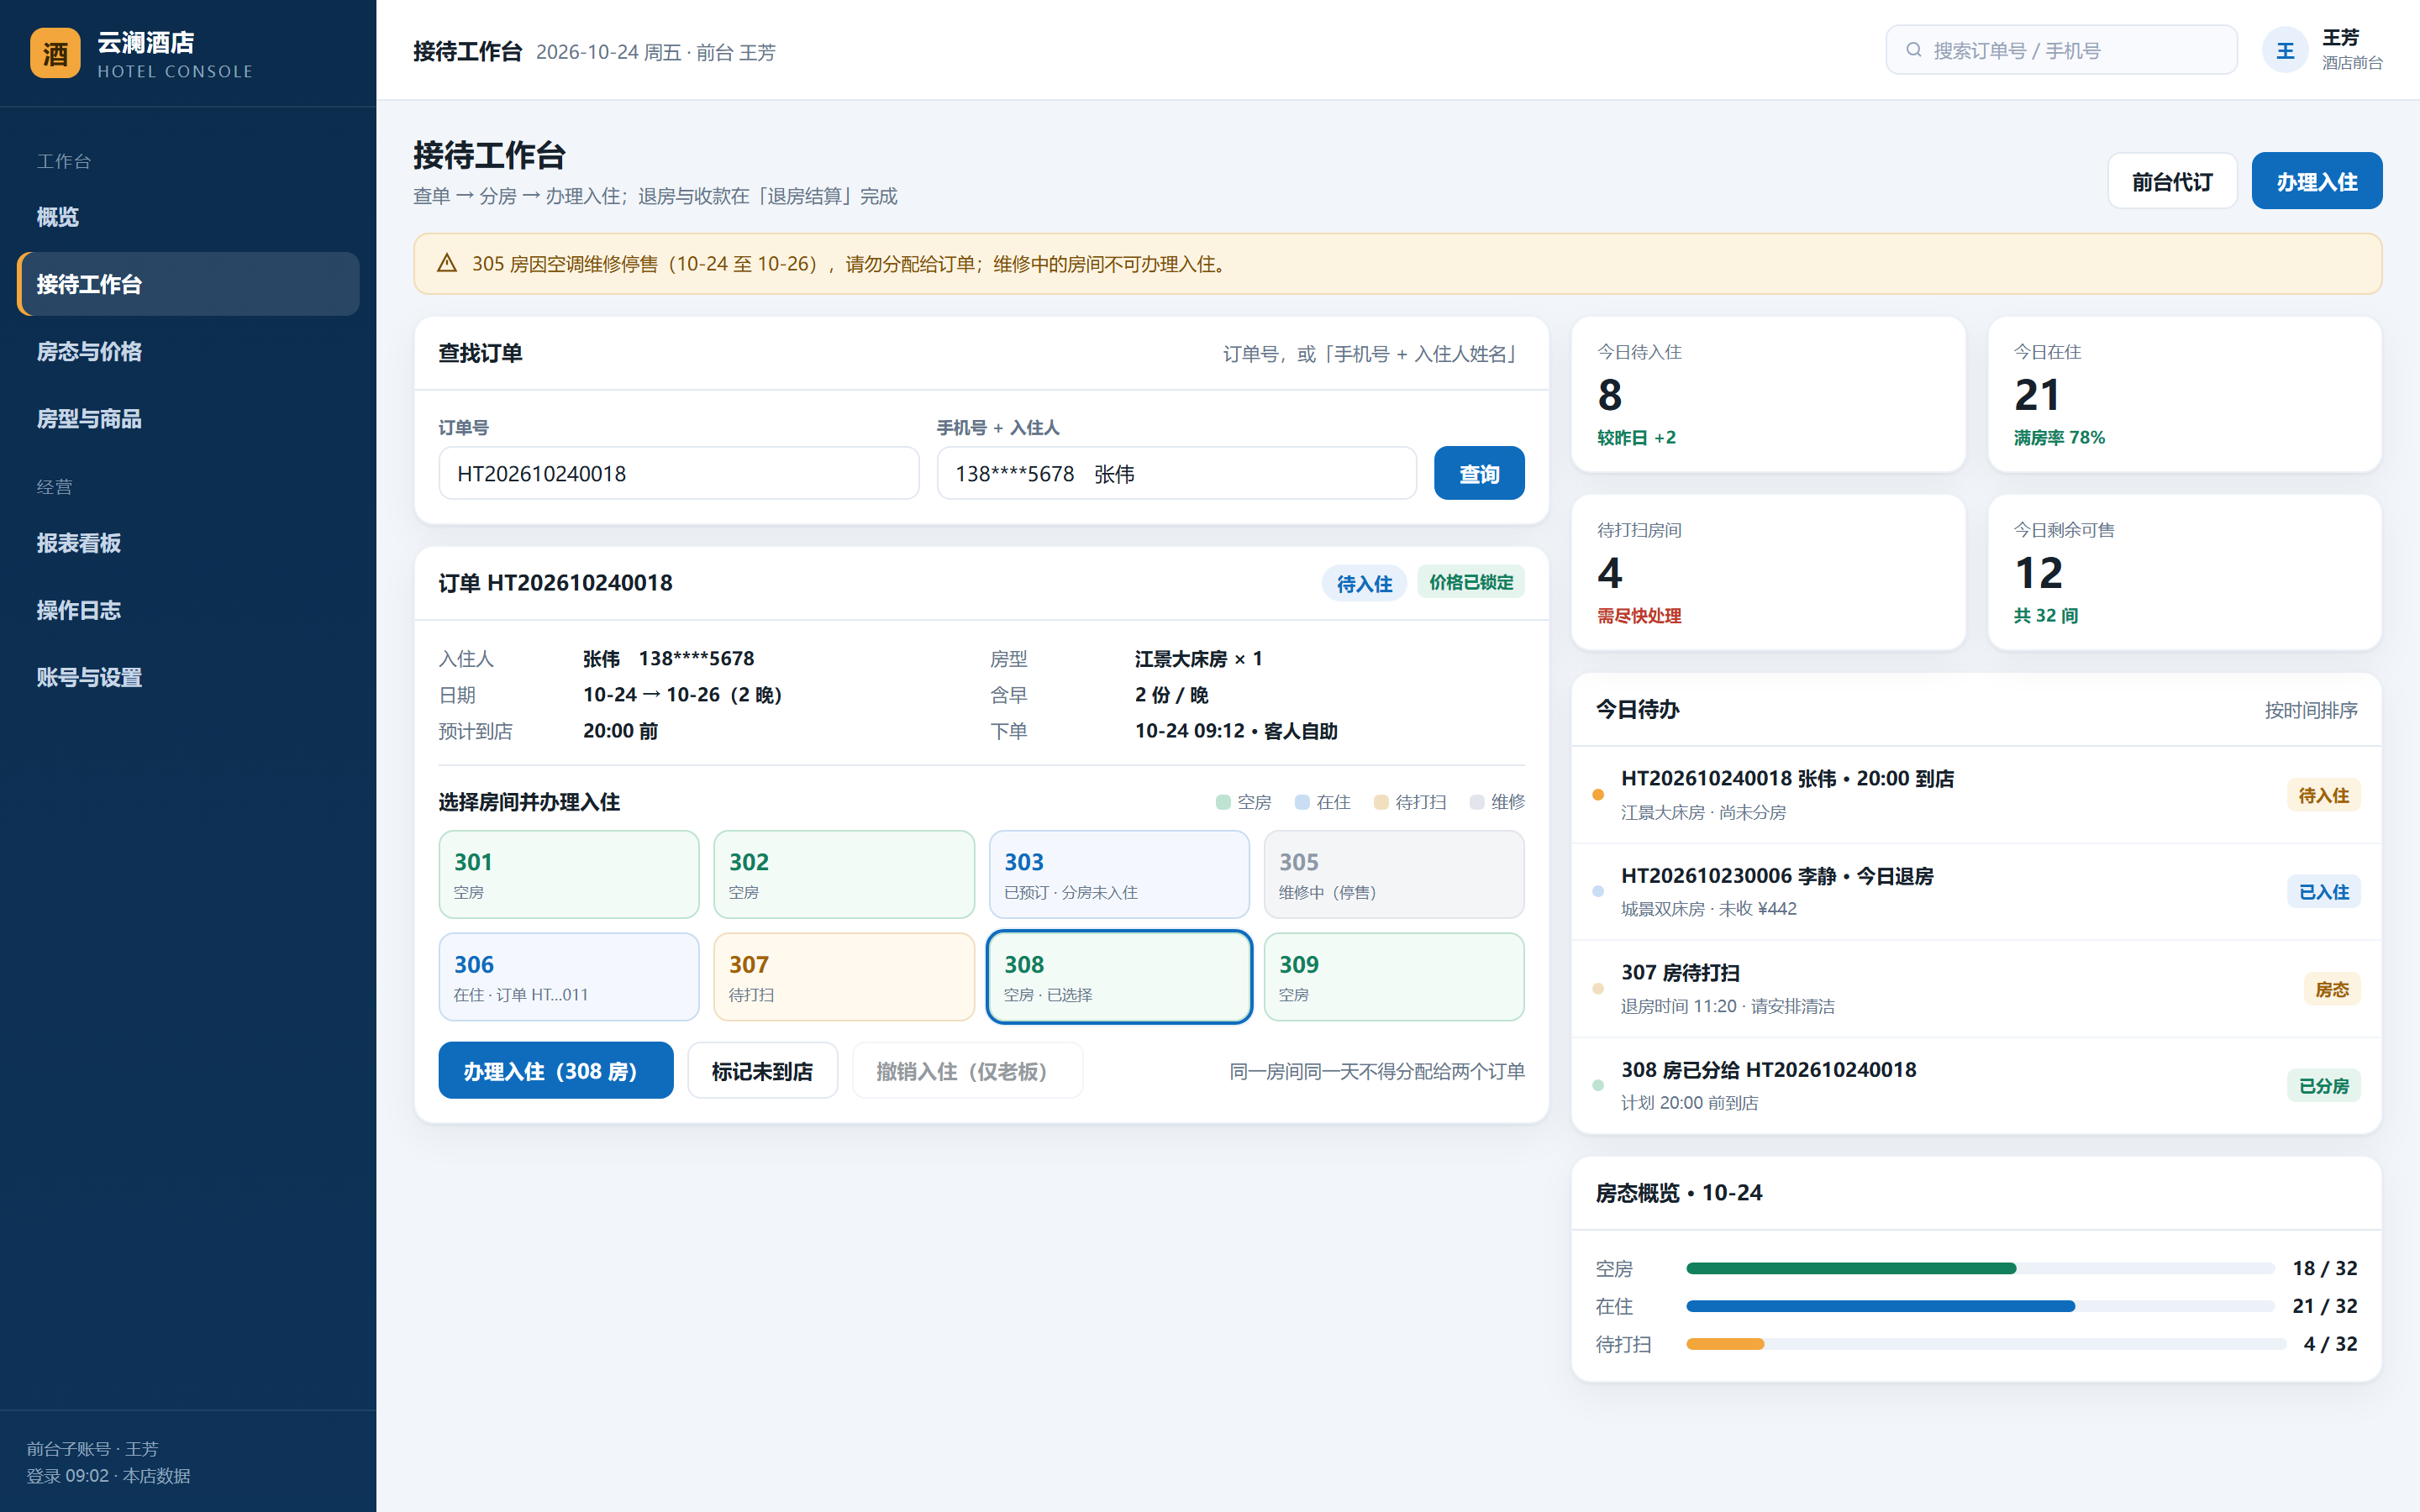 酒
云澜酒店
HOTEL CONSOLE
工作台
概览
接待工作台
房态与价格
房型与商品
经营
报表看板
操作日志
账号与设置
前台子账号 · 王芳
登录 09:02 · 本店数据
接待工作台 2026-10-24 周五 · 前台 王芳
搜索订单号 / 手机号
王
王芳
酒店前台
接待工作台
查单 → 分房 → 办理入住；退房与收款在「退房结算」完成
前台代订
办理入住
305 房因空调维修停售（10-24 至 10-26），请勿分配给订单；维修中的房间不可办理入住。
查找订单
订单号，或「手机号 + 入住人姓名」
订单号
HT202610240018
手机号 + 入住人
138****5678 张伟
查询
订单 HT202610240018
待入住
价格已锁定
入住人 张伟 138****5678
房型 江景大床房 × 1
日期 10-24 → 10-26（2 晚）
含早 2 份 / 晚
预计到店 20:00 前
下单 10-24 09:12 • 客人自助
选择房间并办理入住
空房 在住 待打扫 维修
301
空房
302
空房
303
已预订 · 分房未入住
305
维修中（停售）
306
在住 · 订单 HT…011
307
待打扫
308
空房 · 已选择
309
空房
办理入住（308 房）
标记未到店
撤销入住（仅老板）
同一房间同一天不得分配给两个订单
今日待入住
8
较昨日 +2
今日在住
21
满房率 78%
待打扫房间
4
需尽快处理
今日剩余可售
12
共 32 间
今日待办
按时间排序
HT202610240018 张伟 • 20:00 到店
江景大床房 · 尚未分房
待入住
HT202610230006 李静 • 今日退房
城景双床房 · 未收 ¥442
已入住
307 房待打扫
退房时间 11:20 · 请安排清洁
房态
308 房已分给 HT202610240018
计划 20:00 前到店
已分房
房态概览 • 10-24
空房 18 / 32
在住 21 / 32
待打扫 4 / 32